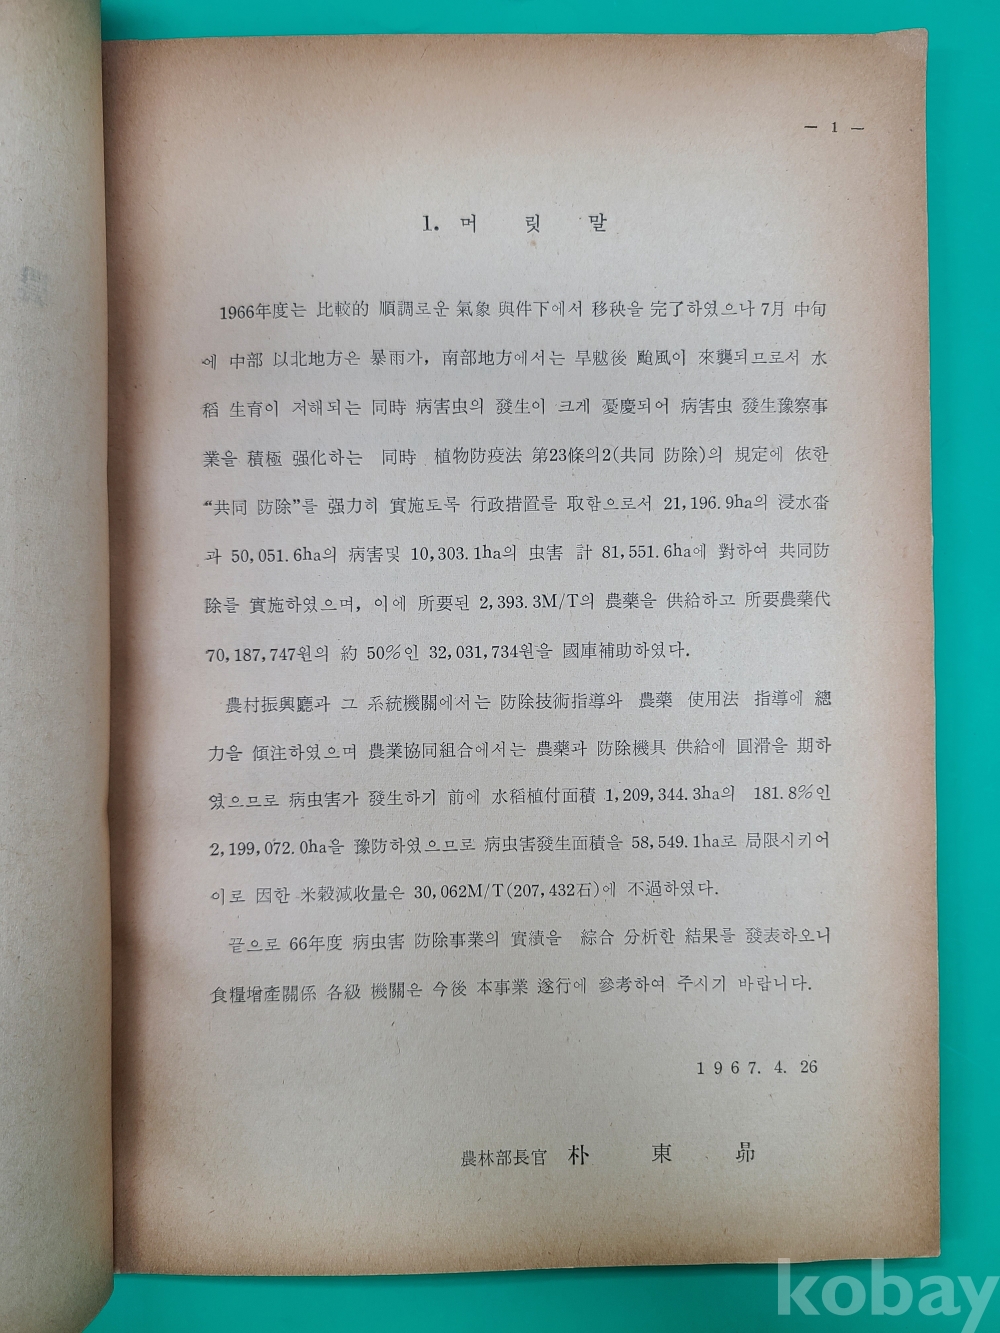 — 1 —
1. 머 릿 말
1966年度는 比較的 順調로운 氣象 與件下에서 移秧을 完了하였으나 7月 中旬
에 中部 以北地方은 暴雨가, 南部地方에서는 旱魃後 颱風이 來襲되므로서 水
稻 生育이 저해되는 同時 病害虫의 發生이 크게 憂慶되어 病害虫 發生豫察事
業을 積極 强化하는 同時 植物防疫法 第23條의2(共同 防除)의 規定에 依한
“共同 防除”를 强力히 實施토록 行政措置를 取함으로서 21,196.9ha의 浸水畓
과 50,051.6ha의 病害및 10,303.1ha의 虫害 計 81,551.6ha에 對하여 共同防
除를 實施하였으며, 이에 所要된 2,393.3M/T의 農藥을 供給하고 所要農藥代
70,187,747원의 約 50%인 32,031,734원을 國庫補助하였다.
農村振興廳과 그 系統機關에서는 防除技術指導와 農藥 使用法 指導에 總
力을 傾注하였으며 農業協同組合에서는 農藥과 防除機具 供給에 圓滑을 期하
였으므로 病虫害가 發生하기 前에 水稻植付面積 1,209,344.3ha의 181.8%인
2,199,072.0ha을 豫防하였으므로 病虫害發生面積을 58,549.1ha로 局限시키어
이로 因한 米穀減收量은 30,062M/T(207,432石)에 不過하였다.
끝으로 66年度 病虫害 防除事業의 實績을 綜合 分析한 結果를 發表하오니
食糧增產關係 各級 機關은 今後 本事業 遂行에 參考하여 주시기 바랍니다.
1967. 4. 26
農林部長官 朴 東 昴
kobay